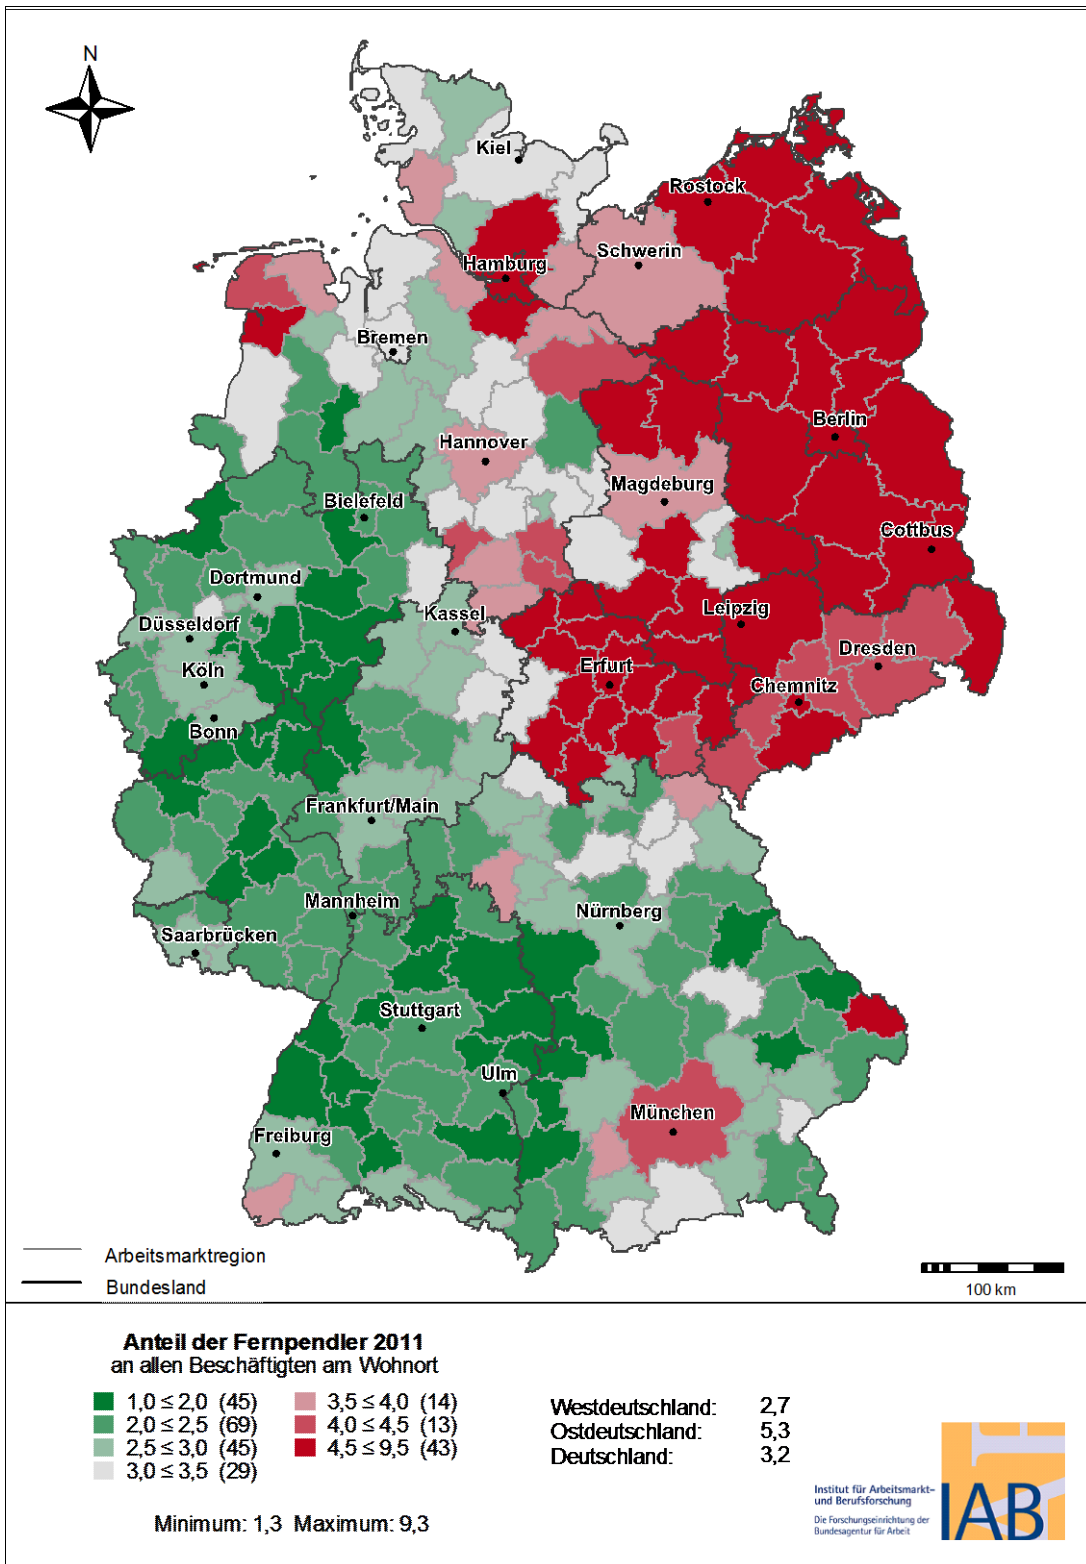 N
Kiel
Rostock
Schwerin
Hamburg
Bremen
Berlin
Hannover
Magdeburg
Bielefeld
Cottbus
Dortmund
Leipzig
Düsseldorf
Kassel
Dresden
Köln
Erfurt
Chemnitz
Bonn
Frankfurt/Main
Mannheim
Nürnberg
Saarbrücken
Stuttgart
Ulm
München
Freiburg
Arbeitsmarktregion
Bundesland
100 km
Anteil der Fernpendler 2011
an allen Beschäftigten am Wohnort
1,0 ≤ 2,0 (45)
2,0 ≤ 2,5 (69)
2,5 ≤ 3,0 (45)
3,0 ≤ 3,5 (29)
3,5 ≤ 4,0 (14)
4,0 ≤ 4,5 (13)
4,5 ≤ 9,5 (43)
Minimum: 1,3 Maximum: 9,3
Westdeutschland: 2,7
Ostdeutschland: 5,3
Deutschland: 3,2
Institut für Arbeitsmarkt-
und Berufsforschung
Die Forschungseinrichtung der
Bundesagentur für Arbeit
IAB